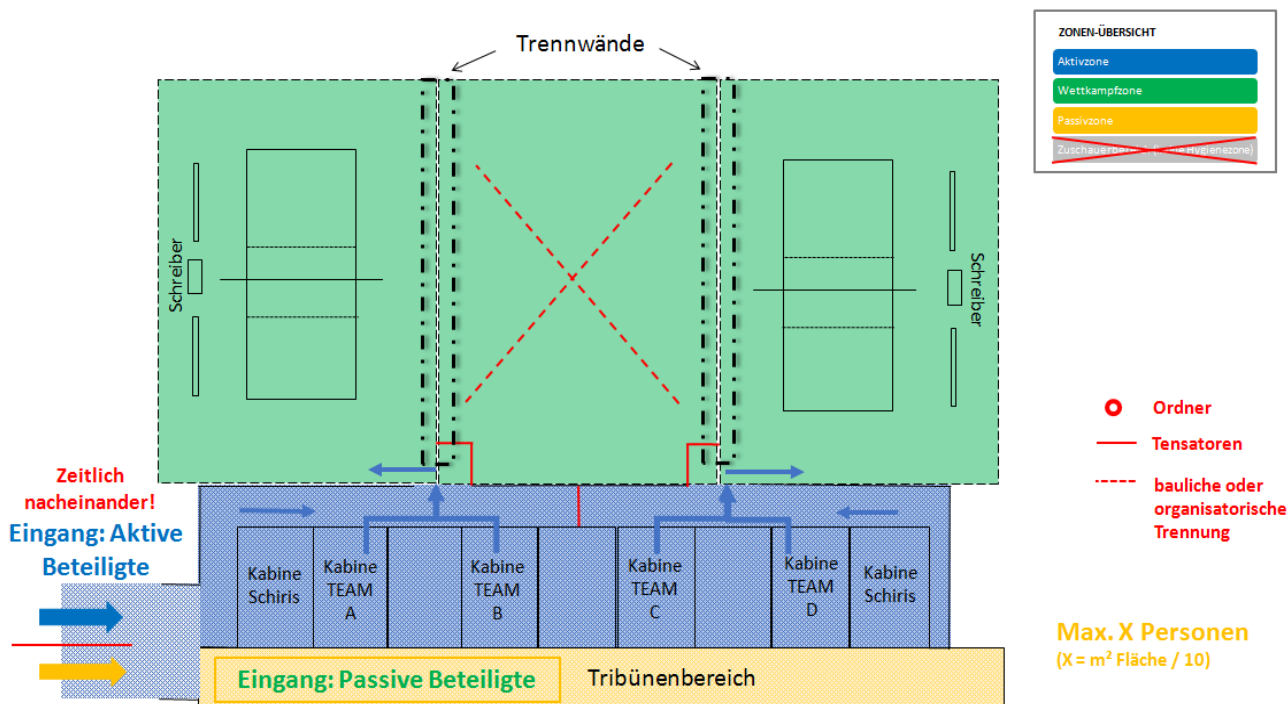 Trennwände
ZONEN-ÜBERSICHT
Aktivzone
Wettkampfzone
Passivzone
Hygienezone)
Schreiber
Schreiber
Ordner
Tensatoren
bauliche oder
organisatorische
Trennung
Zeitlich
nacheinander!
Eingang: Aktive
Beteiligte
Kabine
Schiris
Kabine
TEAM
A
Kabine
TEAM
B
Kabine
TEAM
C
Kabine
TEAM
D
Kabine
Schiris
Max. X Personen
(X = m² Fläche / 10)
Eingang: Passive Beteiligte
Tribünenbereich